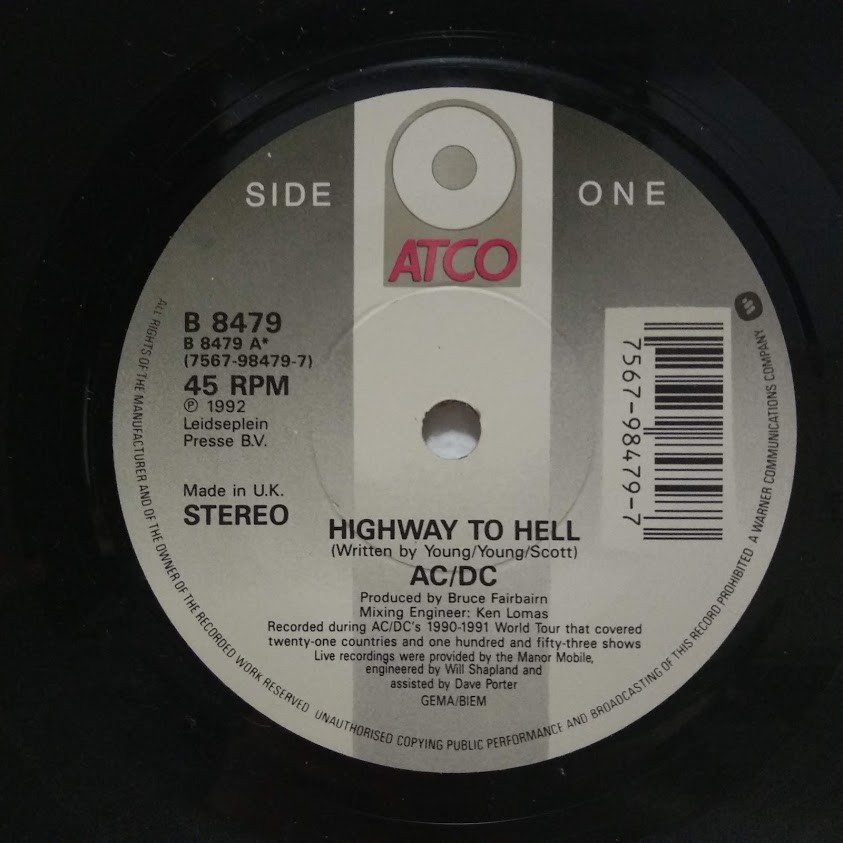 SIDE ONE
ATCO
B 8479
B 8479 A*
(7567-98479-7)
45 RPM
℗ 1992
Leidseplein
Presse B.V.
Made in U.K.
STEREO
7567-98479-7
HIGHWAY TO HELL
(Written by Young/Young/Scott)
AC/DC
Produced by Bruce Fairbairn
Mixing Engineer: Ken Lomas
Recorded during AC/DC's 1990-1991 World Tour that covered
twenty-one countries and one hundred and fifty-three shows
Live recordings were provided by the Manor Mobile,
engineered by Will Shapland and
assisted by Dave Porter
GEMA/BIEM
ALL RIGHTS OF THE MANUFACTURER AND OF THE OWNER OF THE RECORDED WORK RESERVED UNAUTHORISED COPYING PUBLIC PERFORMANCE AND BROADCASTING OF THIS RECORD PROHIBITED A WARNER COMMUNICATIONS COMPANY